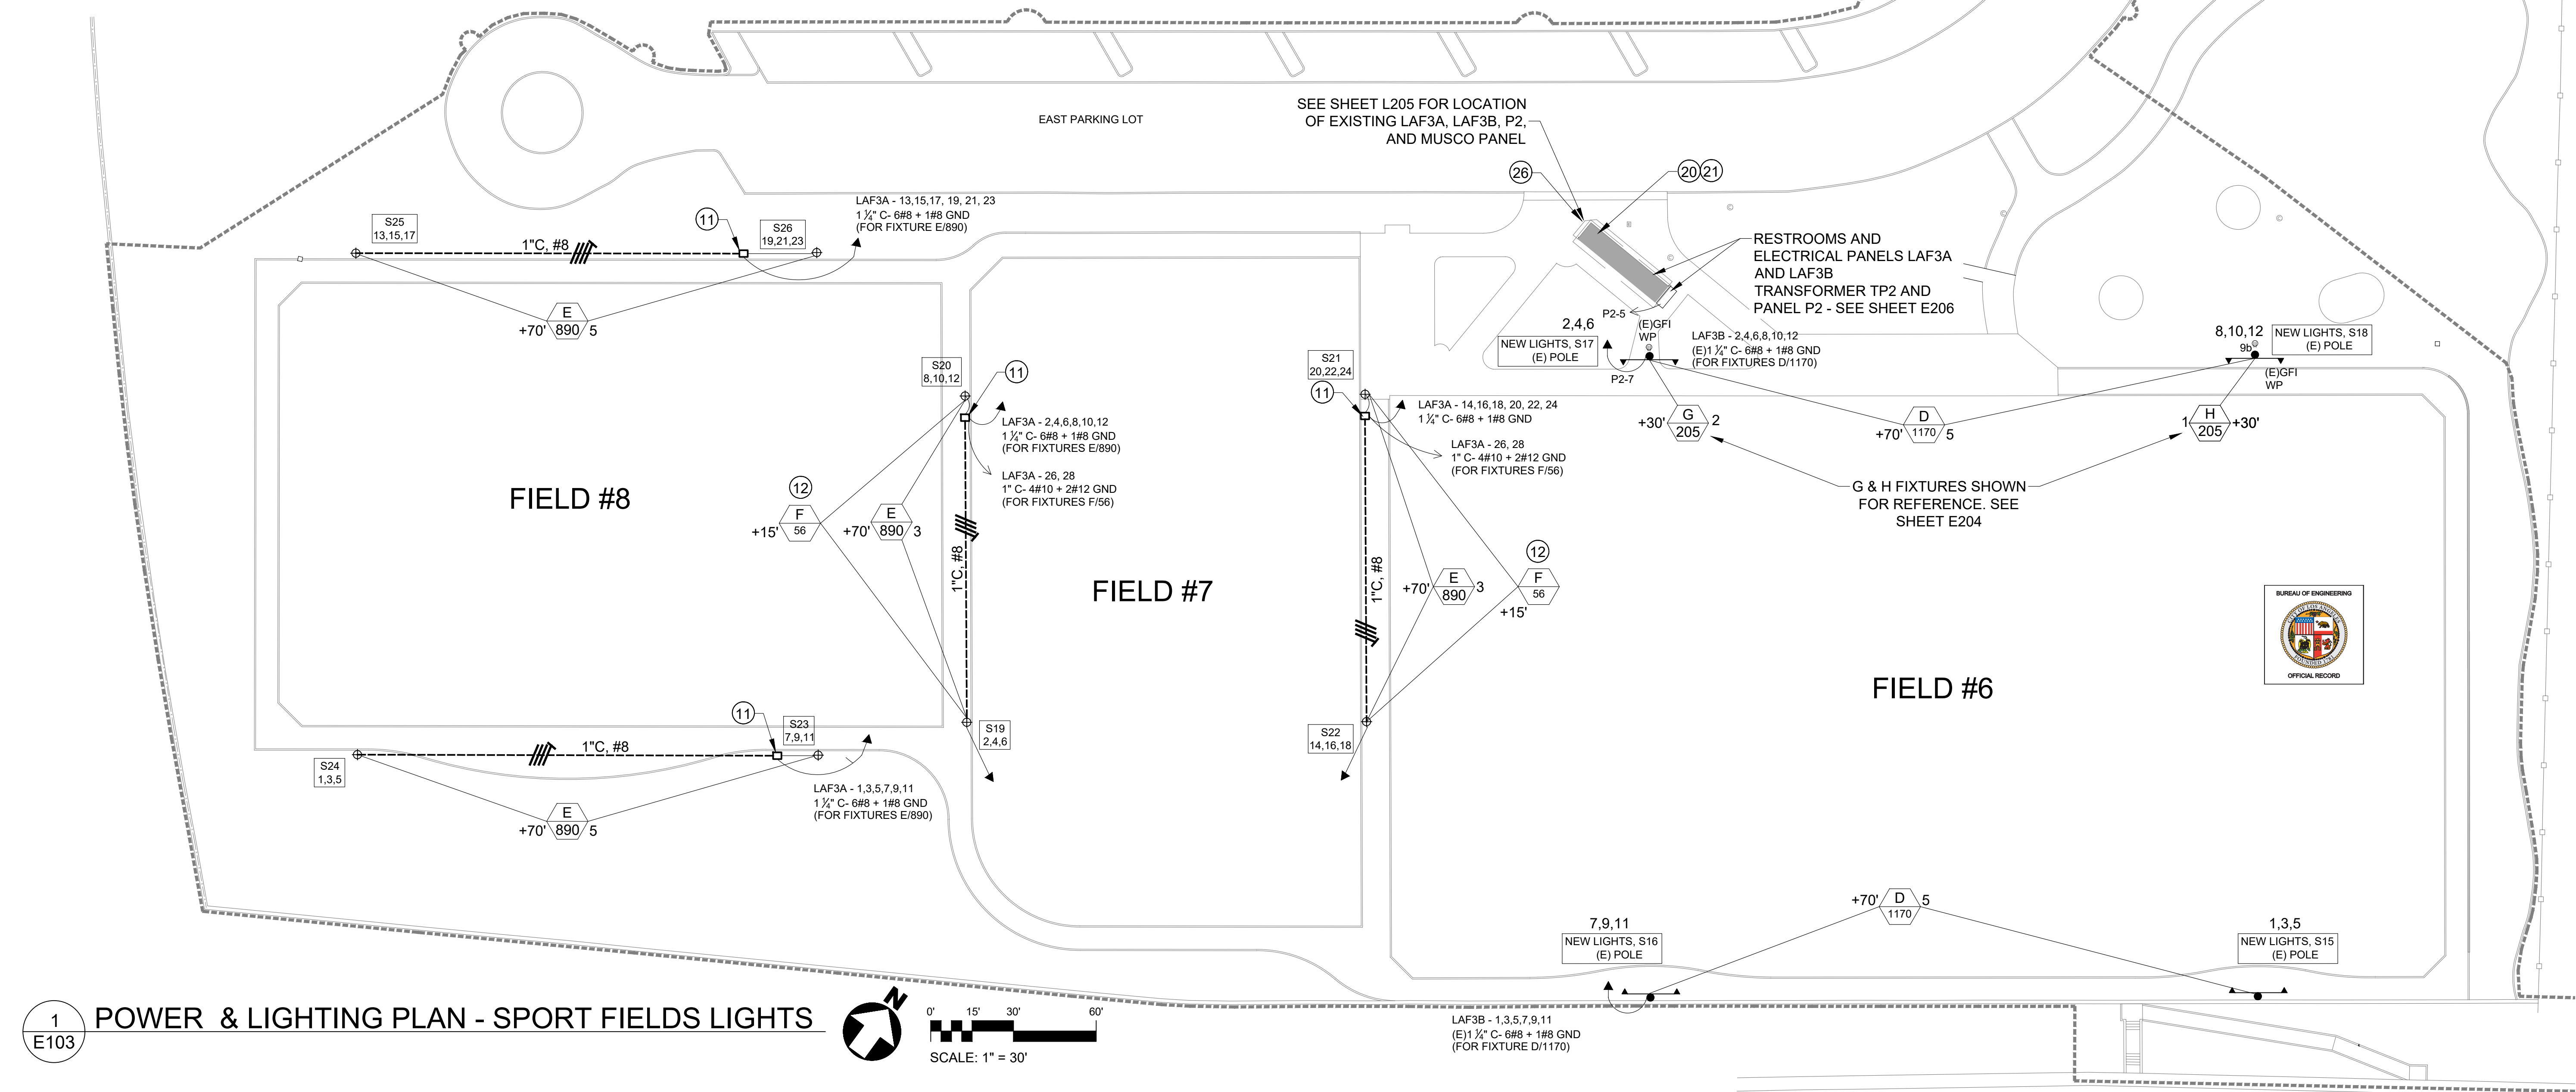 SEE SHEET L205 FOR LOCATION
OF EXISTING LAF3A, LAF3B, P2,
AND MUSCO PANEL
EAST PARKING LOT
26
20
21
S25
13,15,17
11
S26
19,21,23
1"C, #8
LAF3A - 13,15,17, 19, 21, 23
1 ¼" C- 6#8 + 1#8 GND
(FOR FIXTURE E/890)
E
+70' 890 5
RESTROOMS AND
ELECTRICAL PANELS LAF3A
AND LAF3B
TRANSFORMER TP2 AND
PANEL P2 - SEE SHEET E206
P2-5
2,4,6
NEW LIGHTS, S17
(E) POLE
(E)GFI
WP
P2-7
LAF3B - 2,4,6,8,10,12
(E)1 ¼" C- 6#8 + 1#8 GND
(FOR FIXTURES D/1170)
8,10,12
NEW LIGHTS, S18
(E) POLE
9b
(E)GFI
WP
S20
8,10,12
11
S21
20,22,24
11
LAF3A - 2,4,6,8,10,12
1 ¼" C- 6#8 + 1#8 GND
(FOR FIXTURES E/890)
LAF3A - 26, 28
1" C- 4#10 + 2#12 GND
(FOR FIXTURES F/56)
LAF3A - 14,16,18, 20, 22, 24
1 ¼" C- 6#8 + 1#8 GND
LAF3A - 26, 28
1" C- 4#10 + 2#12 GND
(FOR FIXTURES F/56)
G
+30' 205 2
D
+70' 1170 5
H
1 205 +30'
G & H FIXTURES SHOWN
FOR REFERENCE. SEE
SHEET E204
FIELD #8
12
F
+15' 56
E
+70' 890 3
1"C, #8
FIELD #7
1"C, #8
E
+70' 890 3
12
F
56
+15'
FIELD #6
BUREAU OF ENGINEERING
CITY OF LOS ANGELES
FOUNDED 1781
OFFICIAL RECORD
11
S23
7,9,11
1"C, #8
S24
1,3,5
S19
2,4,6
S22
14,16,18
LAF3A - 1,3,5,7,9,11
1 ¼" C- 6#8 + 1#8 GND
(FOR FIXTURES E/890)
E
+70' 890 5
D
+70' 1170 5
7,9,11
NEW LIGHTS, S16
(E) POLE
1,3,5
NEW LIGHTS, S15
(E) POLE
LAF3B - 1,3,5,7,9,11
(E)1 ¼" C- 6#8 + 1#8 GND
(FOR FIXTURE D/1170)
1
E103
POWER & LIGHTING PLAN - SPORT FIELDS LIGHTS
N
0' 15' 30' 60'
SCALE: 1" = 30'